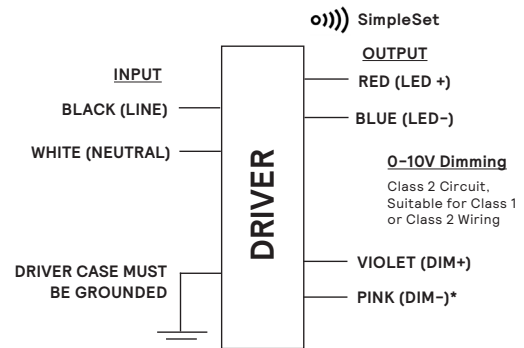 SimpleSet
INPUT
BLACK (LINE)
WHITE (NEUTRAL)
DRIVER CASE MUST
BE GROUNDED
DRIVER
OUTPUT
RED (LED +)
BLUE (LED–)
0–10V Dimming
Class 2 Circuit,
Suitable for Class 1
or Class 2 Wiring
VIOLET (DIM+)
PINK (DIM–)*